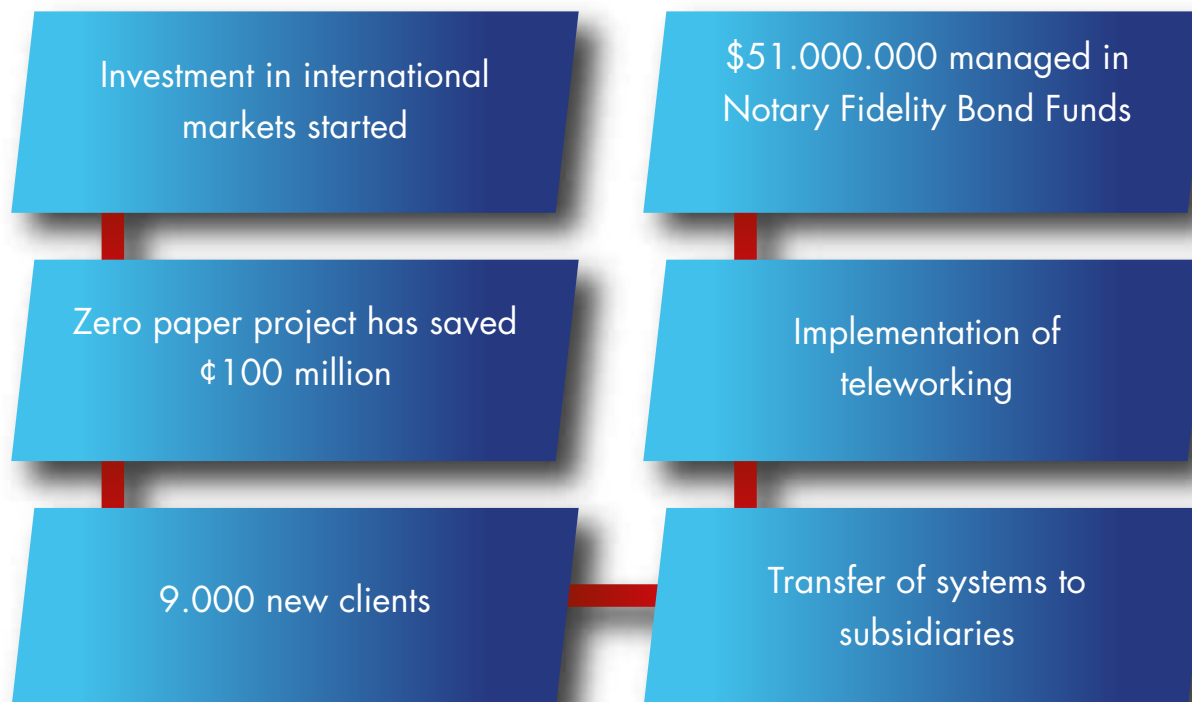 Investment in international
markets started
Zero paper project has saved
¢100 million
9.000 new clients
Transfer of systems to
subsidiaries
Implementation of
teleworking
$51.000.000 managed in
Notary Fidelity Bond Funds